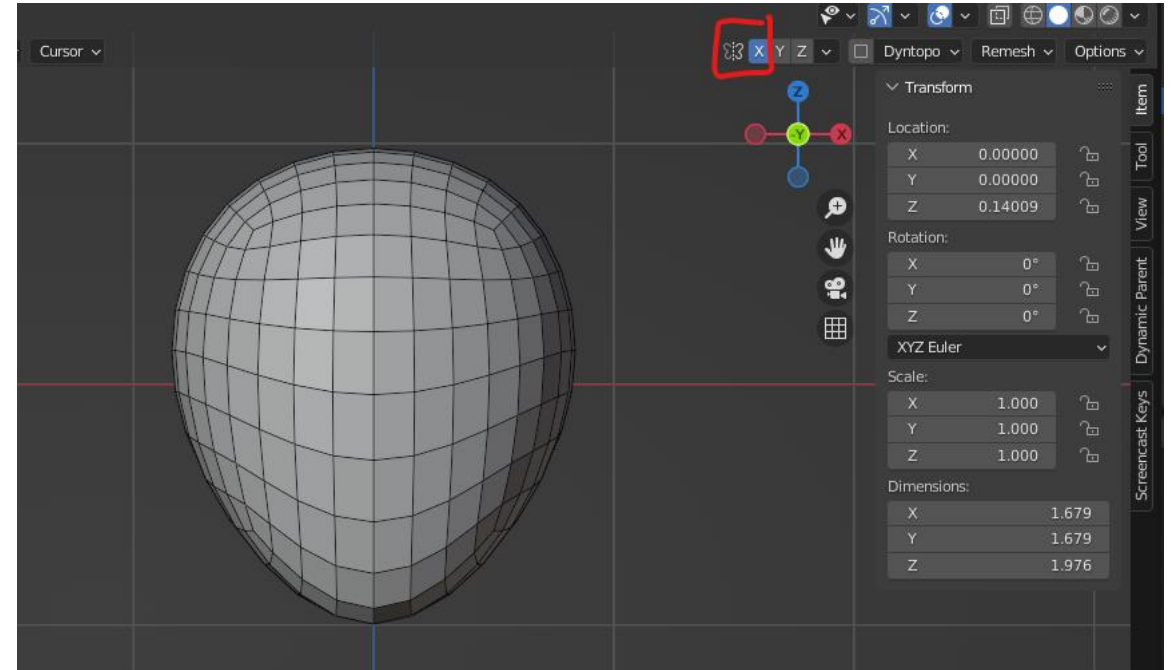 Cursor X Y Z Dyntopo Remesh Options
Z
-Y X
Transform
Location:
X 0.00000
Y 0.00000
Z 0.14009
Rotation:
X 0°
Y 0°
Z 0°
XYZ Euler
Scale:
X 1.000
Y 1.000
Z 1.000
Dimensions:
X 1.679
Y 1.679
Z 1.976
Item
Tool
View
Dynamic Parent
Screencast Keys